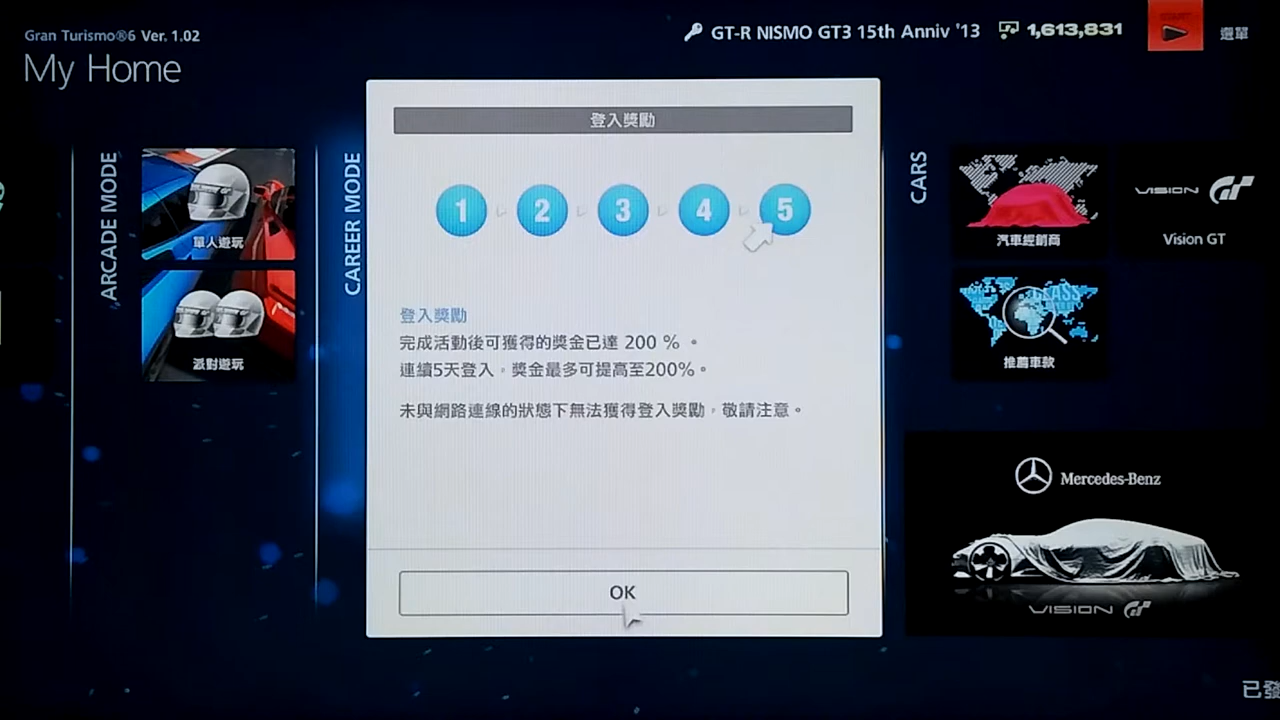 Gran Turismo®6 Ver. 1.02
My Home
GT-R NISMO GT3 15th Anniv '13
1,613,831
START
選單
ARCADE MODE
單人遊玩
派對遊玩
CAREER MODE
登入獎勵
1
2
3
4
5
登入獎勵
完成活動後可獲得的獎金已達 200 % 。
連續5天登入，獎金最多可提高至200%。
未與網路連線的狀態下無法獲得登入獎勵，敬請注意。
OK
CARS
汽車經銷商
VISION GT
Vision GT
推薦車款
Mercedes-Benz
VISION GT
已發